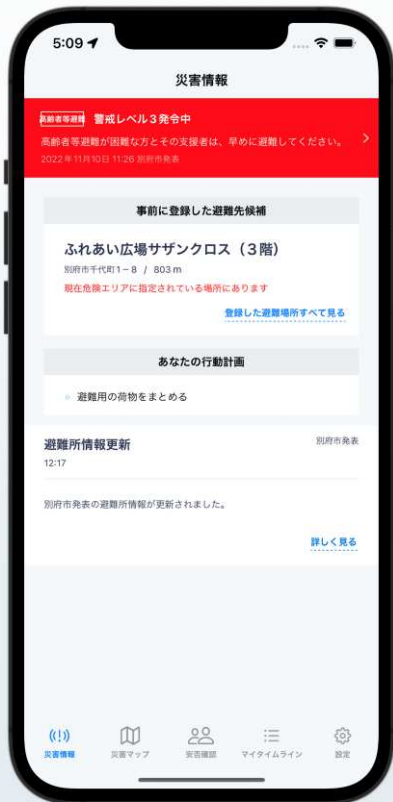 5:09
災害情報
高齢者等避難 警戒レベル3発令中
高齢者等避難が困難な方とその支援者は、早めに避難してください。
2022年11月10日 11:26 別府市発表
事前に登録した避難先候補
ふれあい広場サザンクロス（３階）
別府市千代町1－8 / 803 m
現在危険エリアに指定されている場所にあります
登録した避難場所すべて見る
あなたの行動計画
避難用の荷物をまとめる
避難所情報更新 別府市発表
12:17
別府市発表の避難所情報が更新されました。
詳しく見る
災害情報 災害マップ 安否確認 マイタイムライン 設定